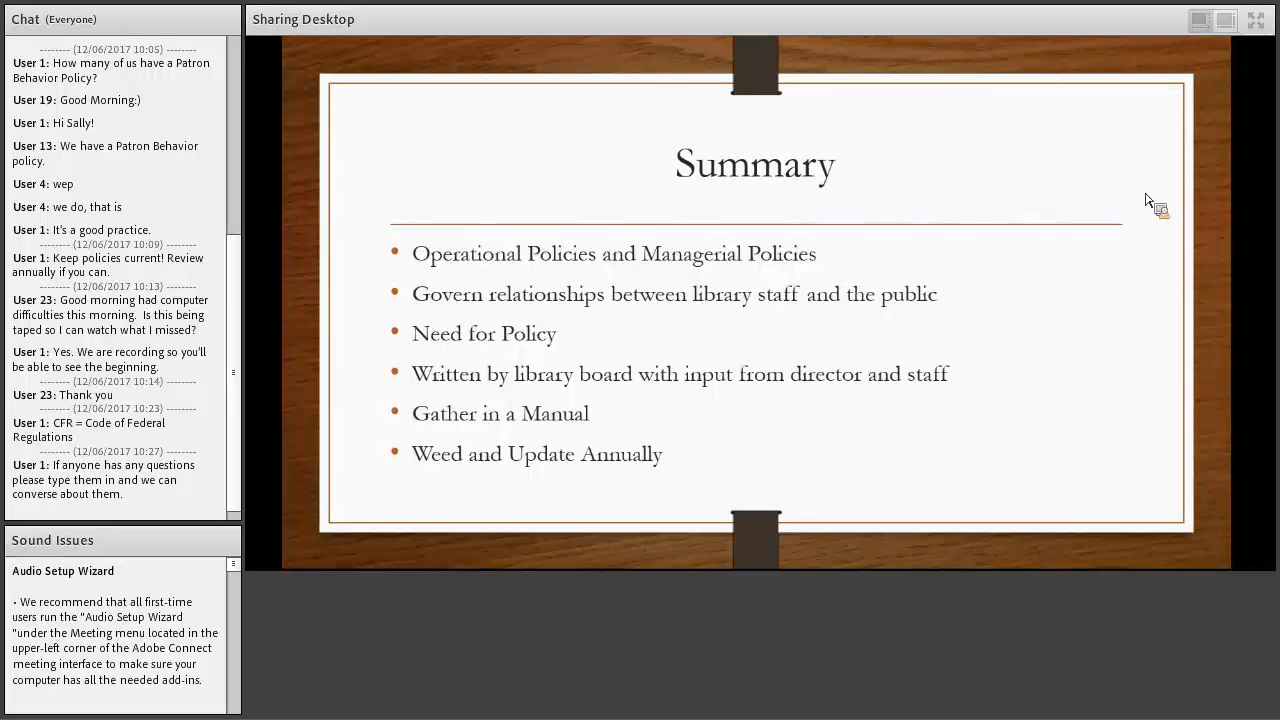 Chat (Everyone)
-------- (12/06/2017 10:05) --------
User 1: How many of us have a Patron
Behavior Policy?
User 19: Good Morning:)
User 1: Hi Sally!
User 13: We have a Patron Behavior
policy.
User 4: wep
User 4: we do, that is
User 1: It's a good practice.
-------- (12/06/2017 10:09) --------
User 1: Keep policies current! Review
annually if you can.
-------- (12/06/2017 10:13) --------
User 23: Good morning had computer
difficulties this morning. Is this being
taped so I can watch what I missed?
User 1: Yes. We are recording so you'll
be able to see the beginning.
-------- (12/06/2017 10:14) --------
User 23: Thank you
-------- (12/06/2017 10:23) --------
User 1: CFR = Code of Federal
Regulations
-------- (12/06/2017 10:27) --------
User 1: If anyone has any questions
please type them in and we can
converse about them.
Sound Issues
Audio Setup Wizard
• We recommend that all first-time
users run the "Audio Setup Wizard
"under the Meeting menu located in the
upper-left corner of the Adobe Connect
meeting interface to make sure your
computer has all the needed add-ins.
Sharing Desktop
Summary
• Operational Policies and Managerial Policies
• Govern relationships between library staff and the public
• Need for Policy
• Written by library board with input from director and staff
• Gather in a Manual
• Weed and Update Annually